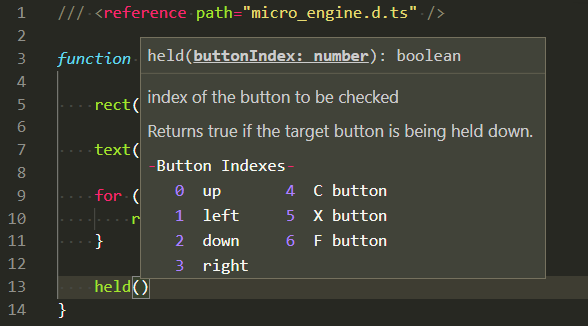 1 /// <reference path="micro_engine.d.ts" />
2
3 function
4
5 rect(
6
7 text(
8
9 for (
10 r
11 }
12
13 held()
14 }
held(buttonIndex: number): boolean
index of the button to be checked
Returns true if the target button is being held down.
-Button Indexes-
0 up 4 C button
1 left 5 X button
2 down 6 F button
3 right